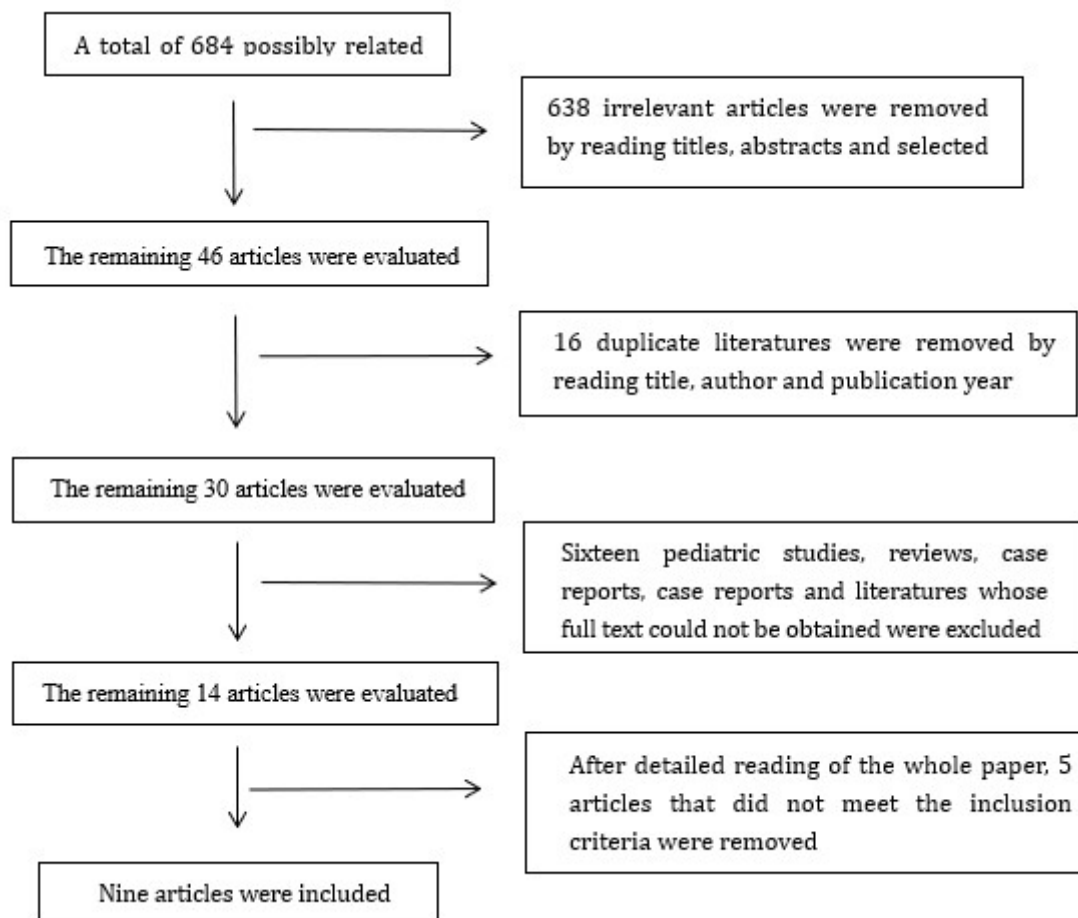 A total of 684 possibly related
638 irrelevant articles were removed
by reading titles, abstracts and selected
The remaining 46 articles were evaluated
16 duplicate literatures were removed by
reading title, author and publication year
The remaining 30 articles were evaluated
Sixteen pediatric studies, reviews, case
reports, case reports and literatures whose
full text could not be obtained were excluded
The remaining 14 articles were evaluated
After detailed reading of the whole paper, 5
articles that did not meet the inclusion
criteria were removed
Nine articles were included